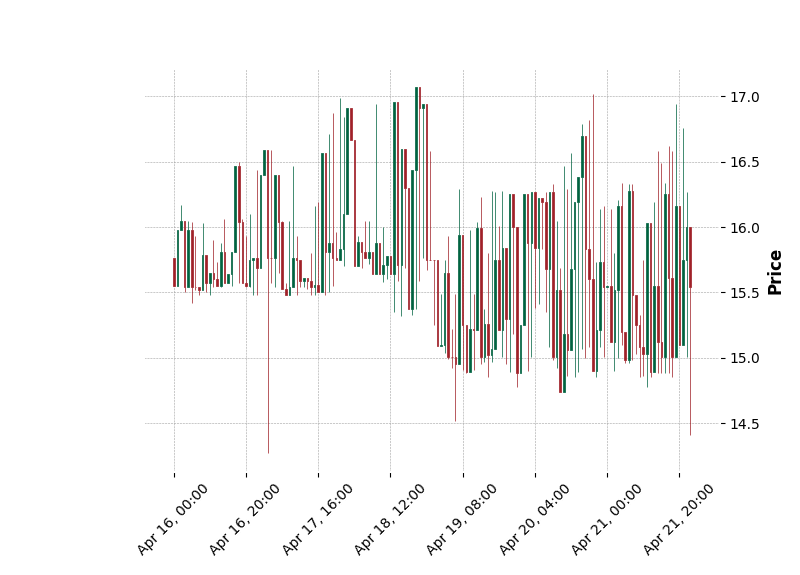 17.0
16.5
16.0
15.5
15.0
14.5
Price
Apr 16, 00:00
Apr 16, 20:00
Apr 17, 16:00
Apr 18, 12:00
Apr 19, 08:00
Apr 20, 04:00
Apr 21, 00:00
Apr 21, 20:00